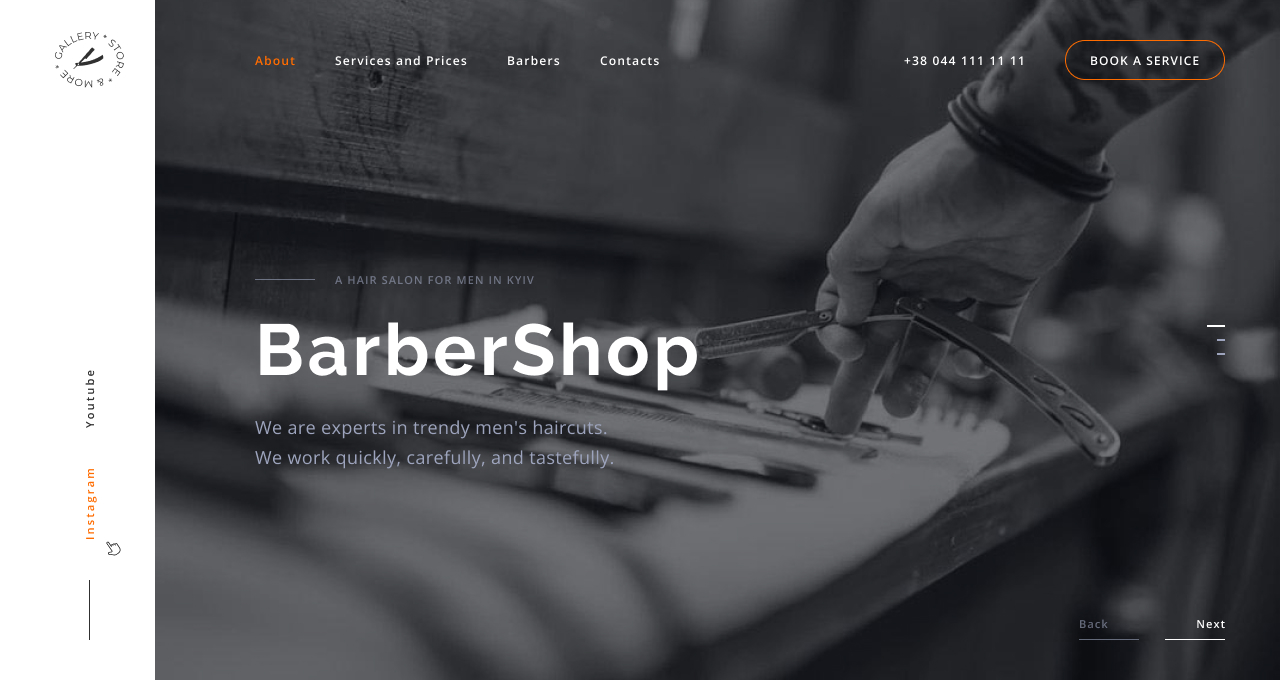 GALLERY * STORE * & MORE *
About Services and Prices Barbers Contacts +38 044 111 11 11 BOOK A SERVICE
A HAIR SALON FOR MEN IN KYIV
BarberShop
We are experts in trendy men's haircuts.
We work quickly, carefully, and tastefully.
Youtube
Instagram
Back Next